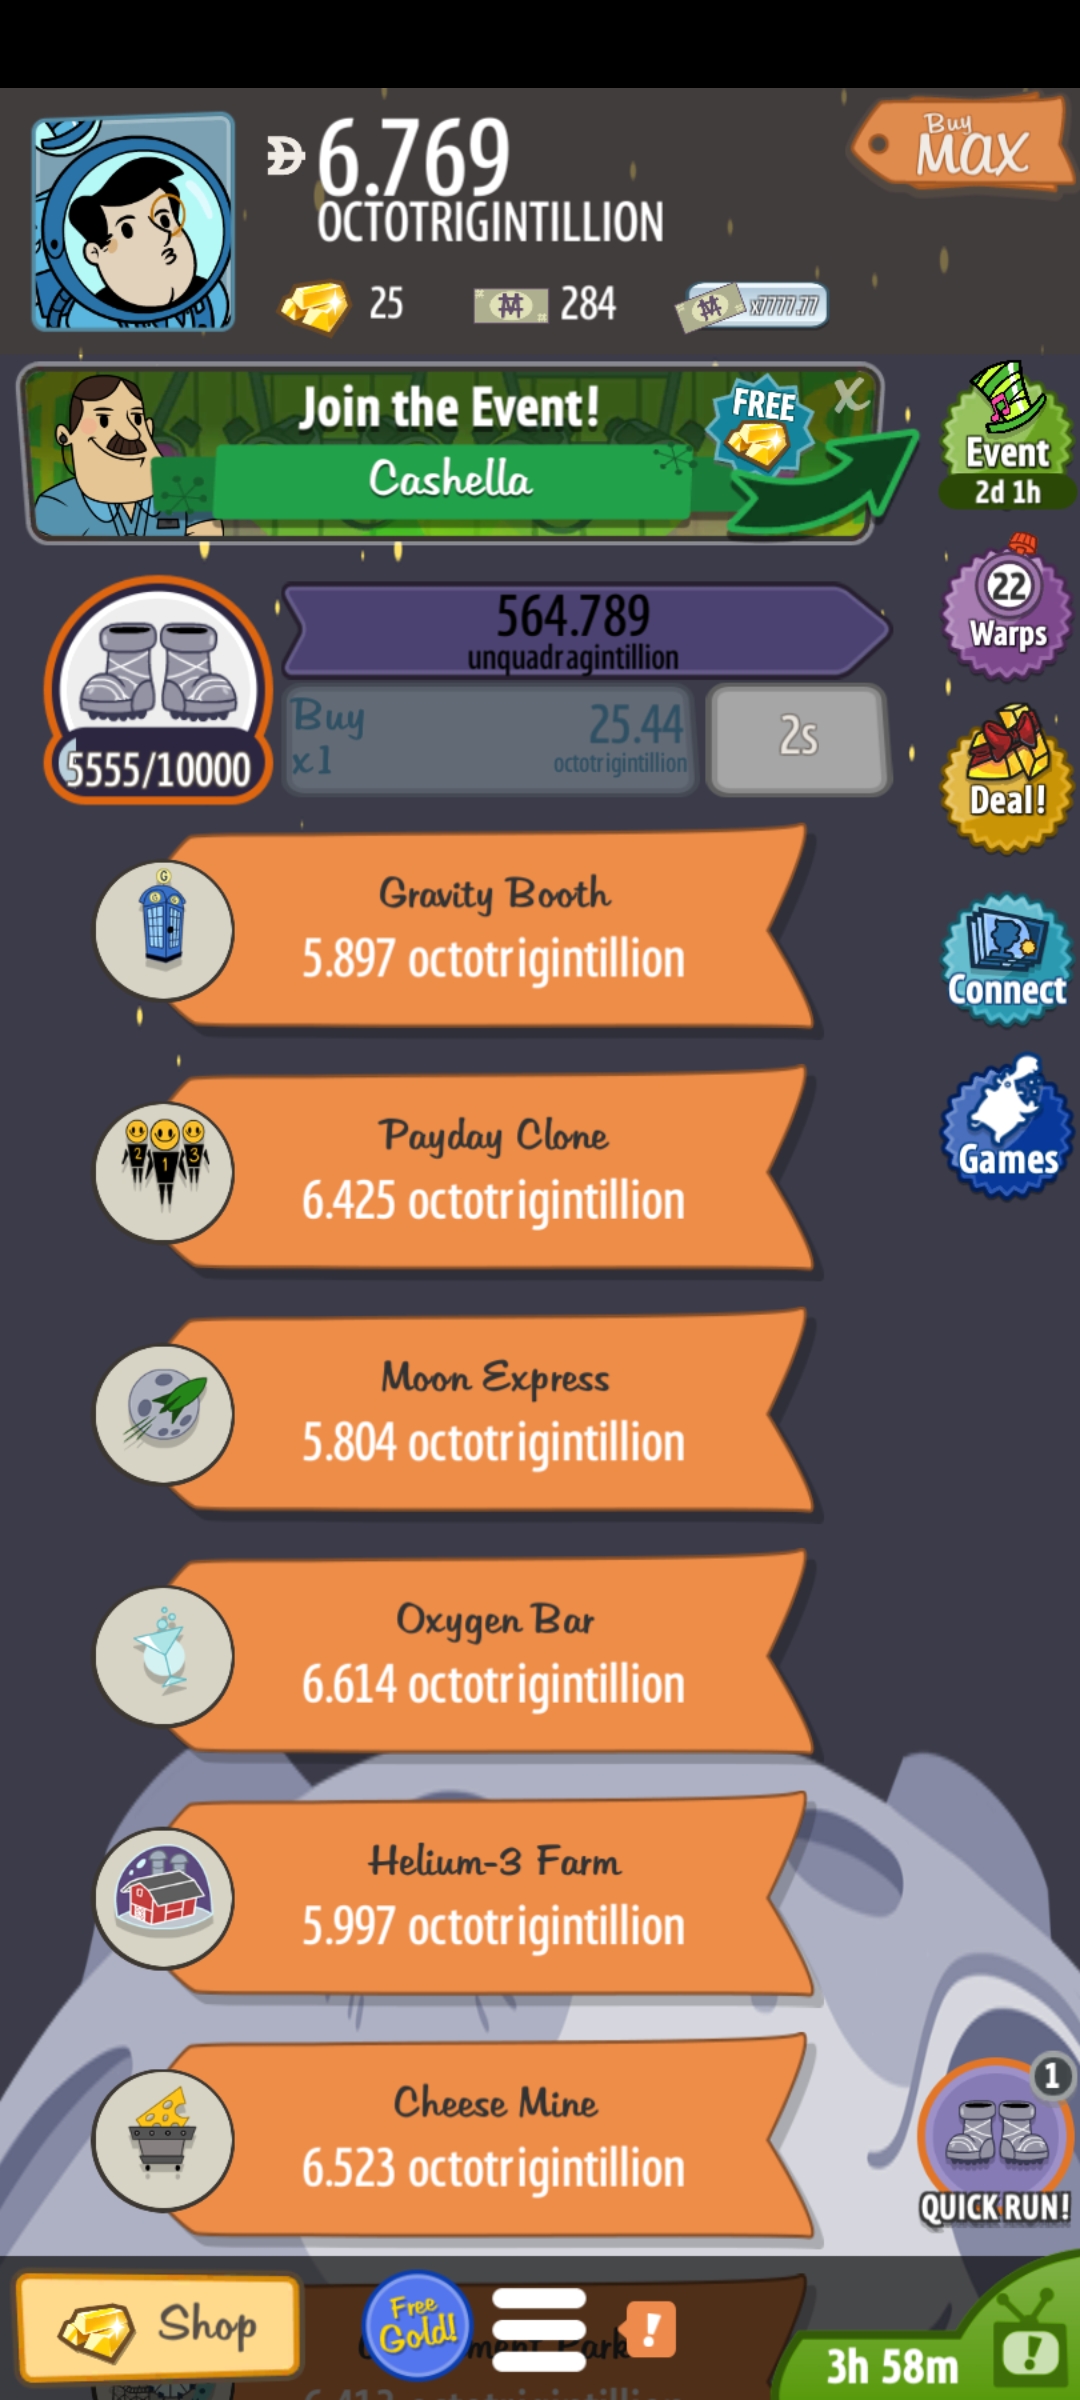 6.769
OCTOTRIGINTILLION
Buy
Max
25
284
x7777.77
Join the Event!
Cashella
FREE
X
Event
2d 1h
22
Warps
Deal!
Connect
Games
564.789
unquadragintillion
5555/10000
Buy
x1
25.44
octotrigintillion
2s
Gravity Booth
5.897 octotrigintillion
2 1 3
Payday Clone
6.425 octotrigintillion
Moon Express
5.804 octotrigintillion
Oxygen Bar
6.614 octotrigintillion
Helium-3 Farm
5.997 octotrigintillion
Cheese Mine
6.523 octotrigintillion
1
QUICK RUN!
Shop
Free
Gold!
!
3h 58m
!